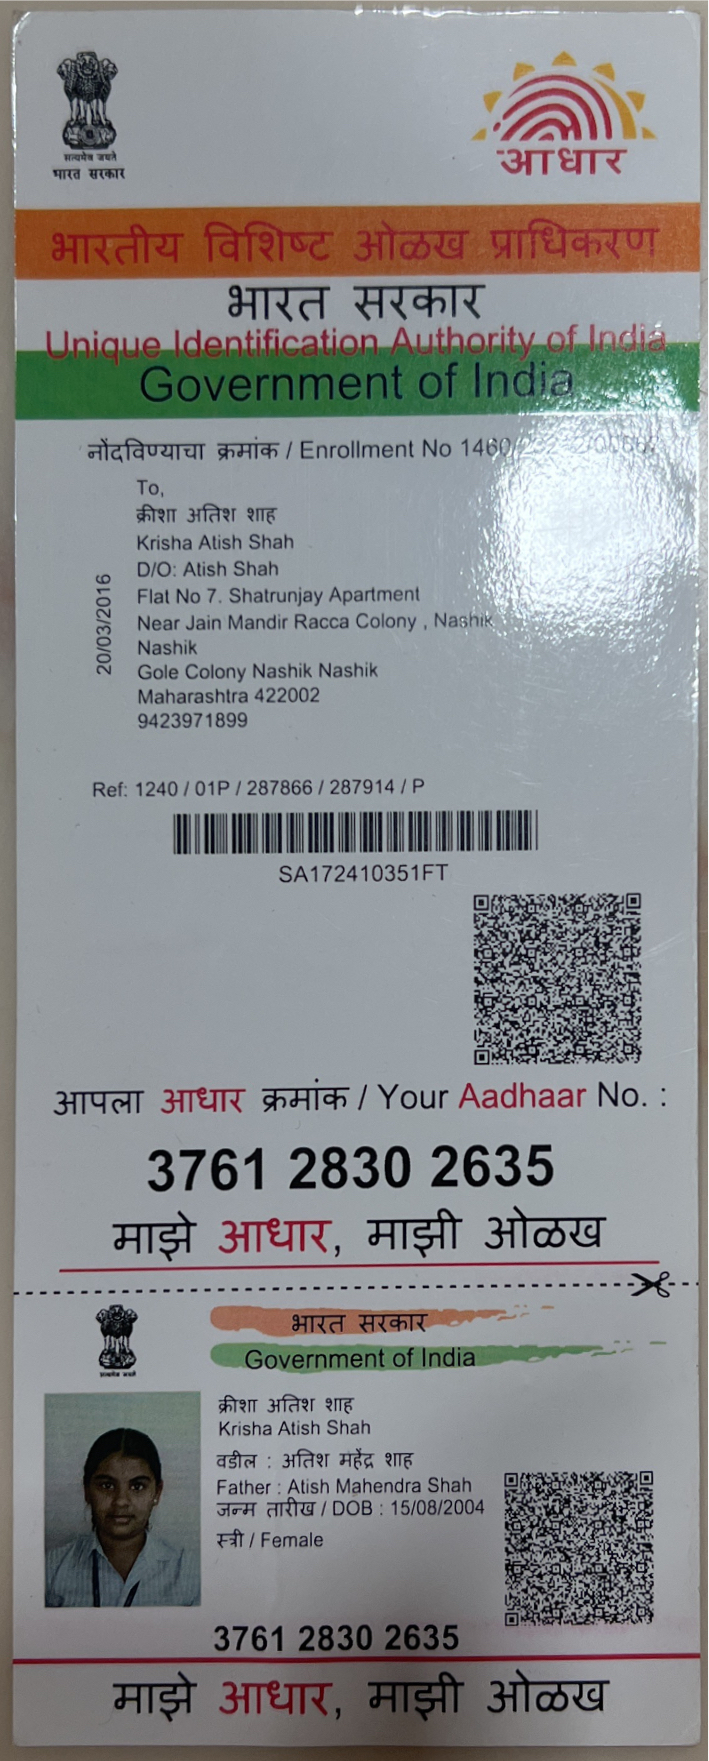 सत्यमेव जयते
भारत सरकार
आधार
भारतीय विशिष्ट ओळख प्राधिकरण
भारत सरकार
Unique Identification Authority of India
Government of India
नोंदविण्याचा क्रमांक / Enrollment No
To,
क्रीशा अतिश शाह
Krisha Atish Shah
D/O: Atish Shah
Flat No 7. Shatrunjay Apartment
Near Jain Mandir Racca Colony , Nashik
Nashik
Gole Colony Nashik Nashik
Maharashtra 422002
9423971899
20/03/2016
Ref: 1240 / 01P / 287866 / 287914 / P
SA172410351FT
आपला आधार क्रमांक / Your Aadhaar No. :
3761 2830 2635
माझे आधार, माझी ओळख
भारत सरकार
Government of India
क्रीशा अतिश शाह
Krisha Atish Shah
वडील : अतिश महेंद्र शाह
Father : Atish Mahendra Shah
जन्म तारीख / DOB : 15/08/2004
स्त्री / Female
3761 2830 2635
माझे आधार, माझी ओळख